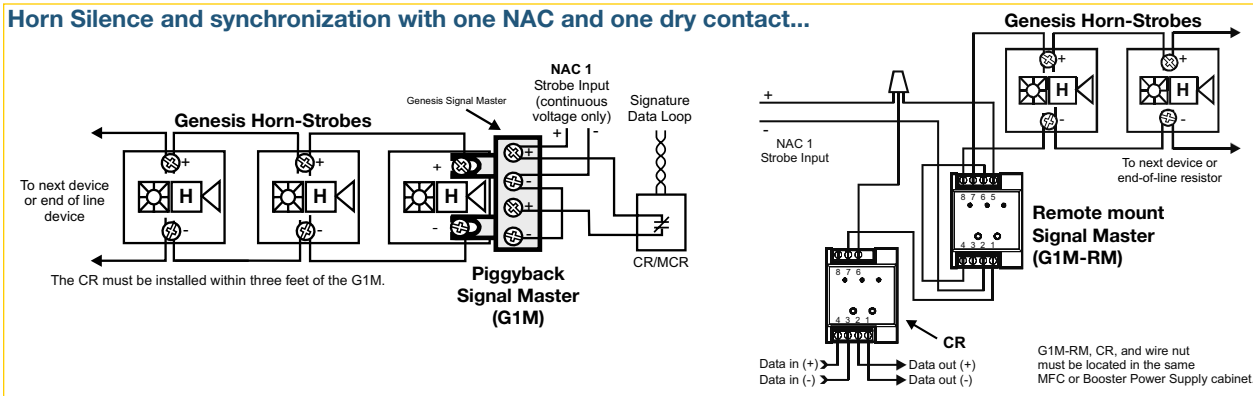 Horn Silence and synchronization with one NAC and one dry contact...
Genesis Signal Master
NAC 1
Strobe Input
(continuous
voltage only)
+ -
Signature
Data Loop
Genesis Horn-Strobes
+
H
-
+
H
-
+
H
-
+
-
+
-
To next device
or end of line
device
CR/MCR
The CR must be installed within three feet of the G1M.
Piggyback
Signal Master
(G1M)
Genesis Horn-Strobes
+
H
-
+
H
-
+
-
NAC 1
Strobe Input
To next device or
end-of-line resistor
8 7 6 5
4 3 2 1
Remote mount
Signal Master
(G1M-RM)
8 7 6
4 3 2 1
CR
Data in (+)
Data in (-)
Data out (+)
Data out (-)
G1M-RM, CR, and wire nut
must be located in the same
MFC or Booster Power Supply cabinet